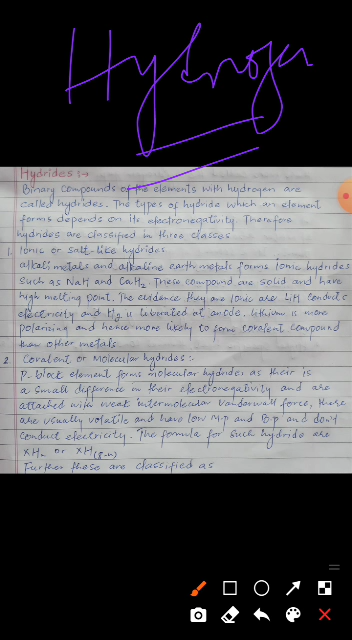 Hydrogen
Hydrides :→
Binary compounds of the elements with hydrogen are
called hydrides. The types of hydride which an element
forms depends on its electronegativity. Therefore
hydrides are classified in three classes
1. Ionic or salt-like hydrides
alkali metals and alkaline earth metals forms ionic hydrides
such as NaH and CaH2. These compound are solid and have
high melting point. The evidence they are ionic are LiH conducts
electricity and H2 is liberated at anode. lithium is more
polarizing and hence more likely to form covalent compound
than other metals
2. Covalent or Molecular hydrides :-
P-block element forms molecular hydrides as their is
a small difference in their electronegativity and are
attached with weak intermolecular Vanderwall force, these
are usually volatile and have low M.p and B.p and don't
conduct electricity. The formula for such hydride are
XHn or XH(8-n)
Further these are classified as